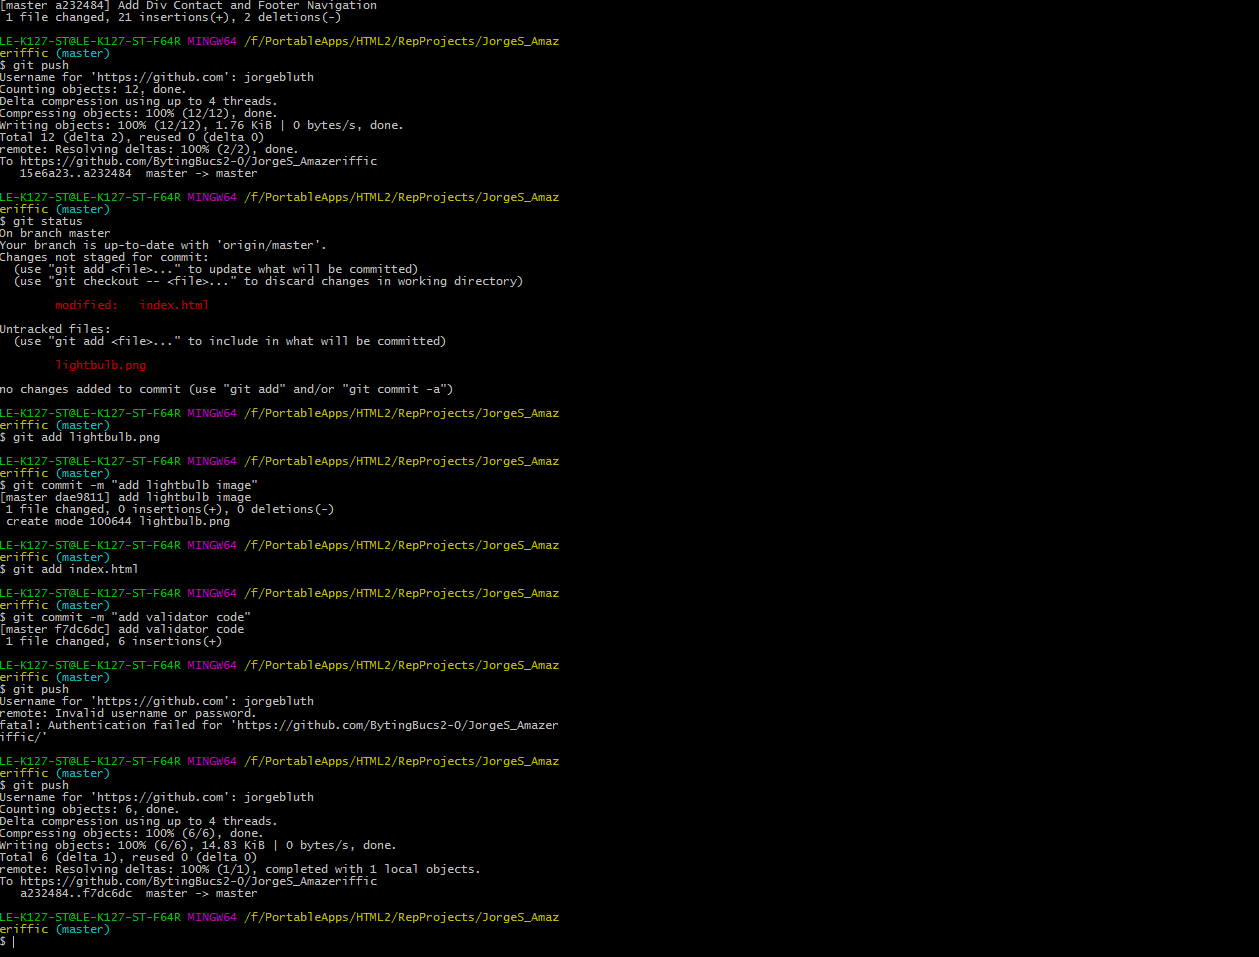 [master a232484] Add Div Contact and Footer Navigation
 1 file changed, 21 insertions(+), 2 deletions(-)
LE-K127-ST@LE-K127-ST-F64R MINGW64 /f/PortableApps/HTML2/RepProjects/JorgeS_Amaz
eriffic (master)
$ git push
Username for 'https://github.com': jorgebluth
Counting objects: 12, done.
Delta compression using up to 4 threads.
Compressing objects: 100% (12/12), done.
Writing objects: 100% (12/12), 1.76 KiB | 0 bytes/s, done.
Total 12 (delta 2), reused 0 (delta 0)
remote: Resolving deltas: 100% (2/2), done.
To https://github.com/BytingBucs2-0/JorgeS_Amazeriffic
   15e6a23..a232484  master -> master
LE-K127-ST@LE-K127-ST-F64R MINGW64 /f/PortableApps/HTML2/RepProjects/JorgeS_Amaz
eriffic (master)
$ git status
On branch master
Your branch is up-to-date with 'origin/master'.
Changes not staged for commit:
  (use "git add <file>..." to update what will be committed)
  (use "git checkout -- <file>..." to discard changes in working directory)
        modified:   index.html
Untracked files:
  (use "git add <file>..." to include in what will be committed)
        lightbulb.png
no changes added to commit (use "git add" and/or "git commit -a")
LE-K127-ST@LE-K127-ST-F64R MINGW64 /f/PortableApps/HTML2/RepProjects/JorgeS_Amaz
eriffic (master)
$ git add lightbulb.png
LE-K127-ST@LE-K127-ST-F64R MINGW64 /f/PortableApps/HTML2/RepProjects/JorgeS_Amaz
eriffic (master)
$ git commit -m "add lightbulb image"
[master dae9811] add lightbulb image
 1 file changed, 0 insertions(+), 0 deletions(-)
 create mode 100644 lightbulb.png
LE-K127-ST@LE-K127-ST-F64R MINGW64 /f/PortableApps/HTML2/RepProjects/JorgeS_Amaz
eriffic (master)
$ git add index.html
LE-K127-ST@LE-K127-ST-F64R MINGW64 /f/PortableApps/HTML2/RepProjects/JorgeS_Amaz
eriffic (master)
$ git commit -m "add validator code"
[master f7dc6dc] add validator code
 1 file changed, 6 insertions(+)
LE-K127-ST@LE-K127-ST-F64R MINGW64 /f/PortableApps/HTML2/RepProjects/JorgeS_Amaz
eriffic (master)
$ git push
Username for 'https://github.com': jorgebluth
remote: Invalid username or password.
fatal: Authentication failed for 'https://github.com/BytingBucs2-0/JorgeS_Amazer
iffic/'
LE-K127-ST@LE-K127-ST-F64R MINGW64 /f/PortableApps/HTML2/RepProjects/JorgeS_Amaz
eriffic (master)
$ git push
Username for 'https://github.com': jorgebluth
Counting objects: 6, done.
Delta compression using up to 4 threads.
Compressing objects: 100% (6/6), done.
Writing objects: 100% (6/6), 14.83 KiB | 0 bytes/s, done.
Total 6 (delta 1), reused 0 (delta 0)
remote: Resolving deltas: 100% (1/1), completed with 1 local objects.
To https://github.com/BytingBucs2-0/JorgeS_Amazeriffic
   a232484..f7dc6dc  master -> master
LE-K127-ST@LE-K127-ST-F64R MINGW64 /f/PortableApps/HTML2/RepProjects/JorgeS_Amaz
eriffic (master)
$